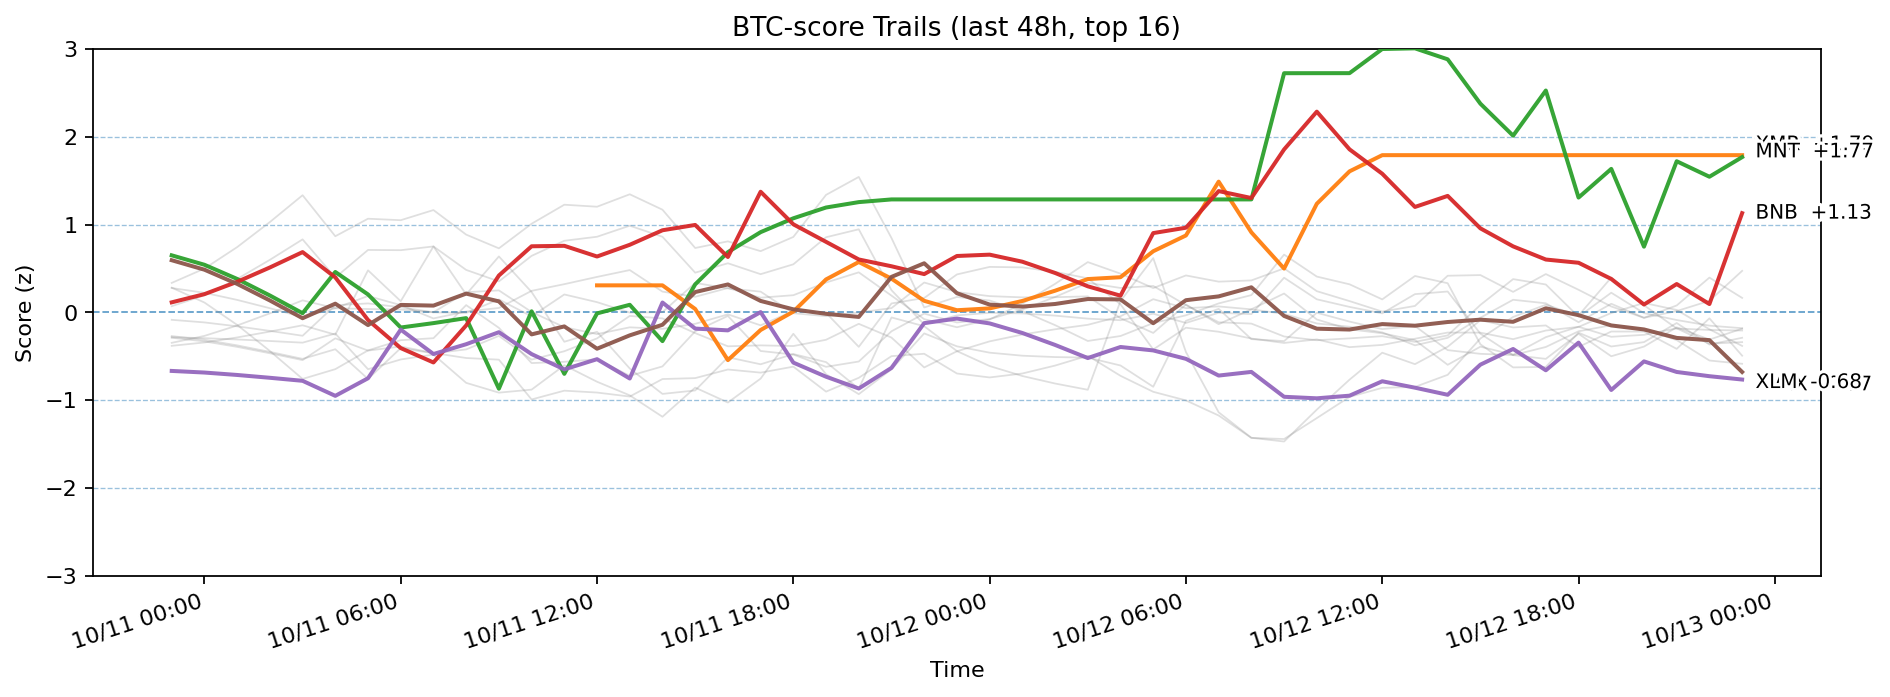 BTC-score Trails (last 48h, top 16)
3
2
1
0
−1
−2
−3
Score (z)
MNT +1.77
BNB +1.13
XLM -0.68
10/11 00:00
10/11 06:00
10/11 12:00
10/11 18:00
10/12 00:00
10/12 06:00
10/12 12:00
10/12 18:00
10/13 00:00
Time